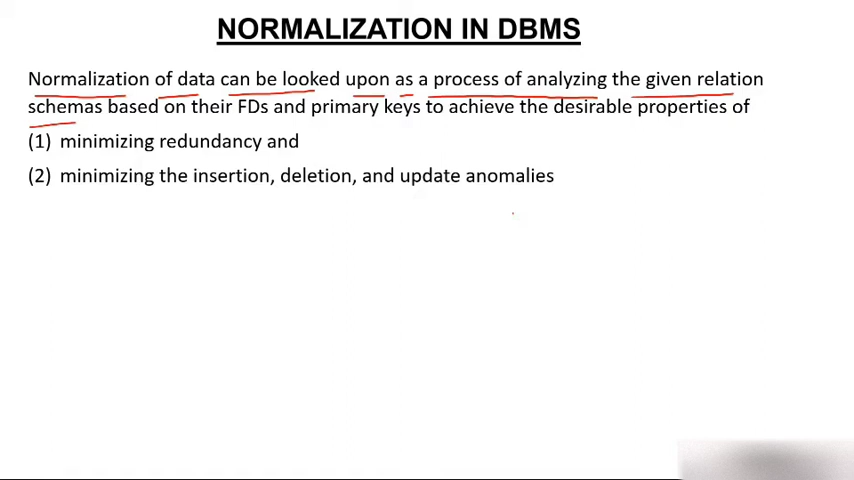 NORMALIZATION IN DBMS
Normalization of data can be looked upon as a process of analyzing the given relation
schemas based on their FDs and primary keys to achieve the desirable properties of
(1) minimizing redundancy and
(2) minimizing the insertion, deletion, and update anomalies